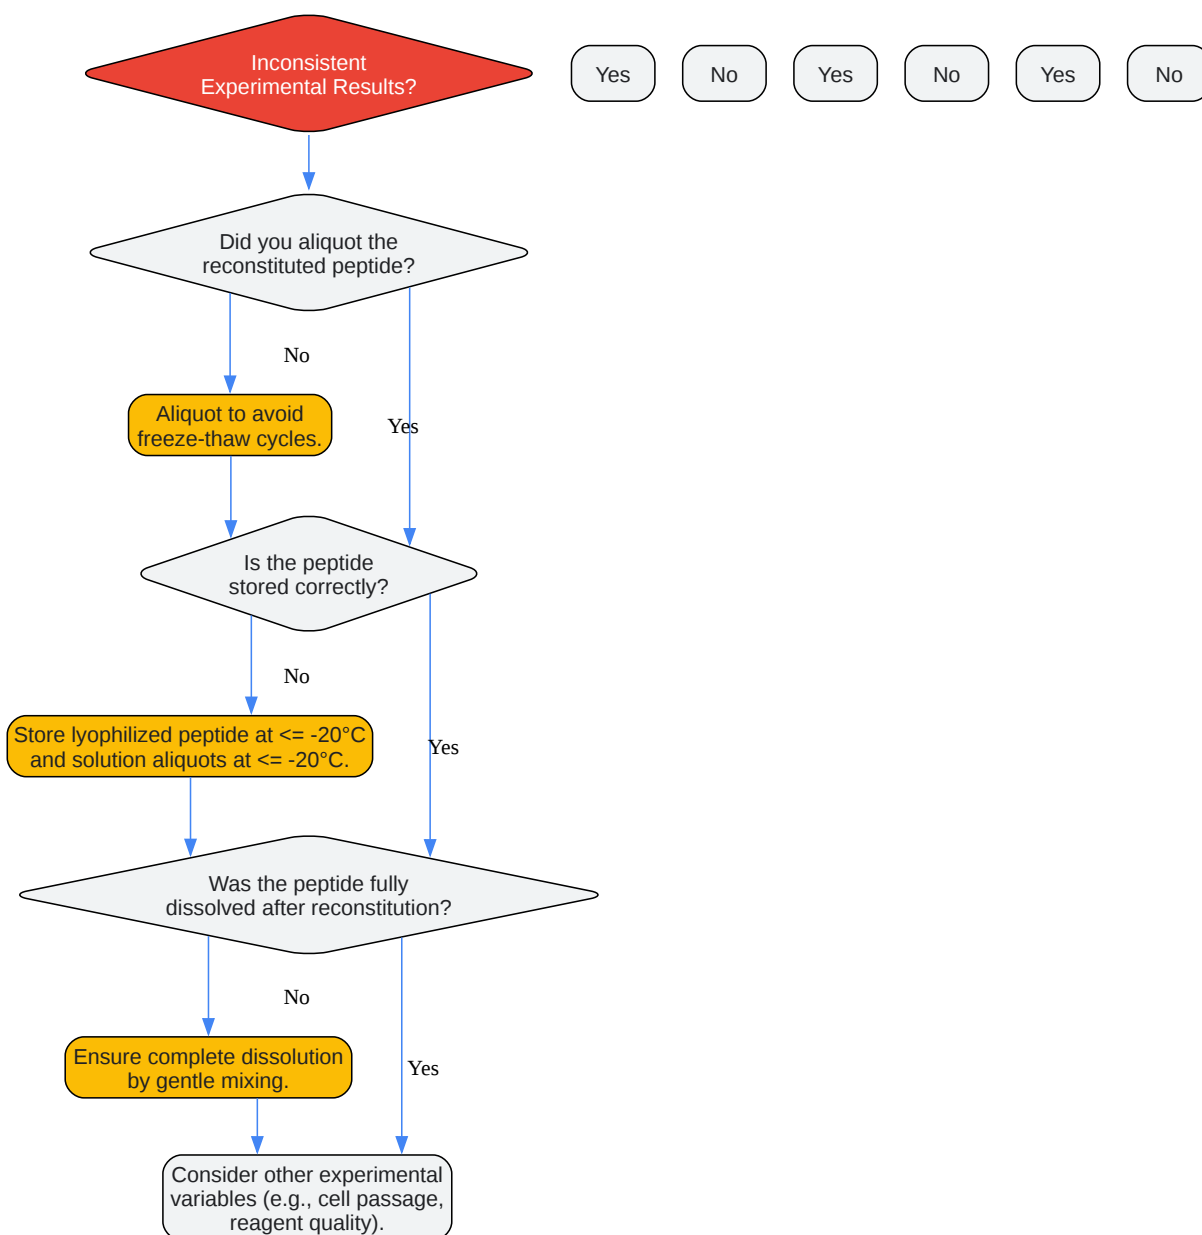 Inconsistent
Experimental Results?
Yes
No
Yes
No
Yes
No
Did you aliquot the
reconstituted peptide?
No
Aliquot to avoid
freeze-thaw cycles.
Yes
Is the peptide
stored correctly?
No
Store lyophilized peptide at <= -20°C
and solution aliquots at <= -20°C.
Yes
Was the peptide fully
dissolved after reconstitution?
No
Ensure complete dissolution
by gentle mixing.
Yes
Consider other experimental
variables (e.g., cell passage,
reagent quality).